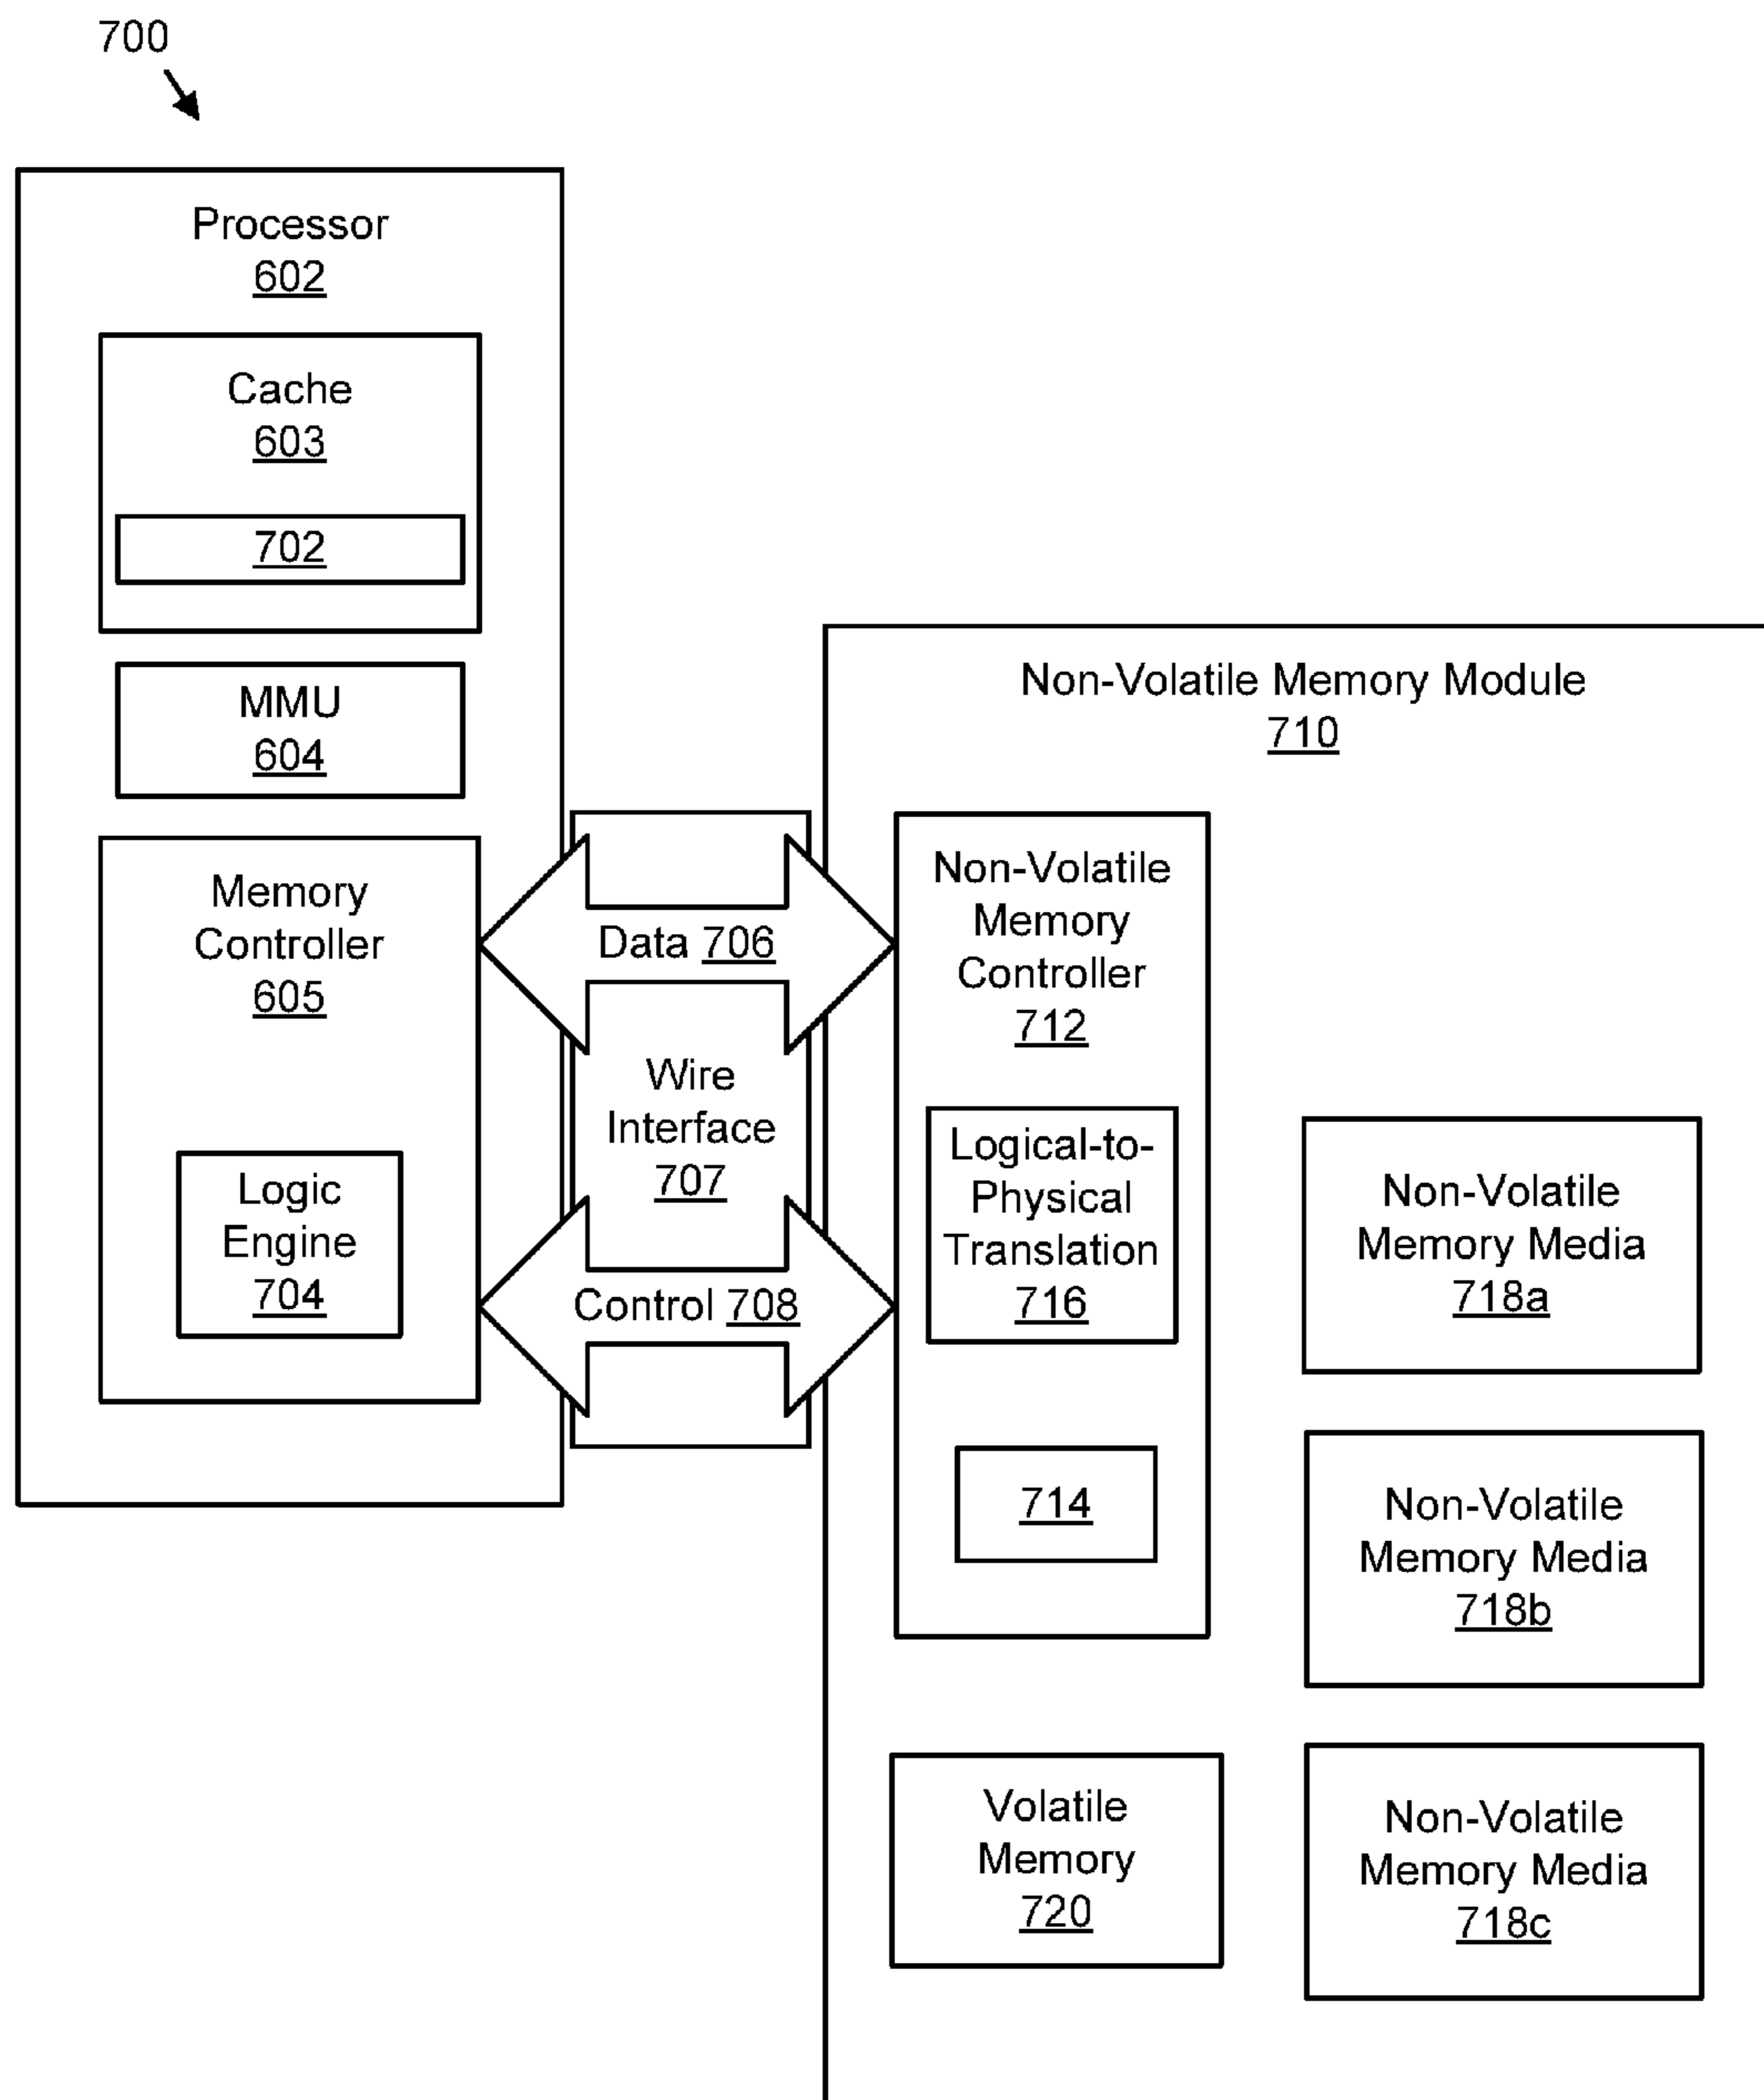 700
Processor
602
Cache
603
702
MMU
604
Memory
Controller
605
Logic
Engine
704
Data 706
Wire
Interface
707
Control 708
Non-Volatile Memory Module
710
Non-Volatile
Memory
Controller
712
Logical-to-
Physical
Translation
716
714
Non-Volatile
Memory Media
718a
Non-Volatile
Memory Media
718b
Volatile
Memory
720
Non-Volatile
Memory Media
718c